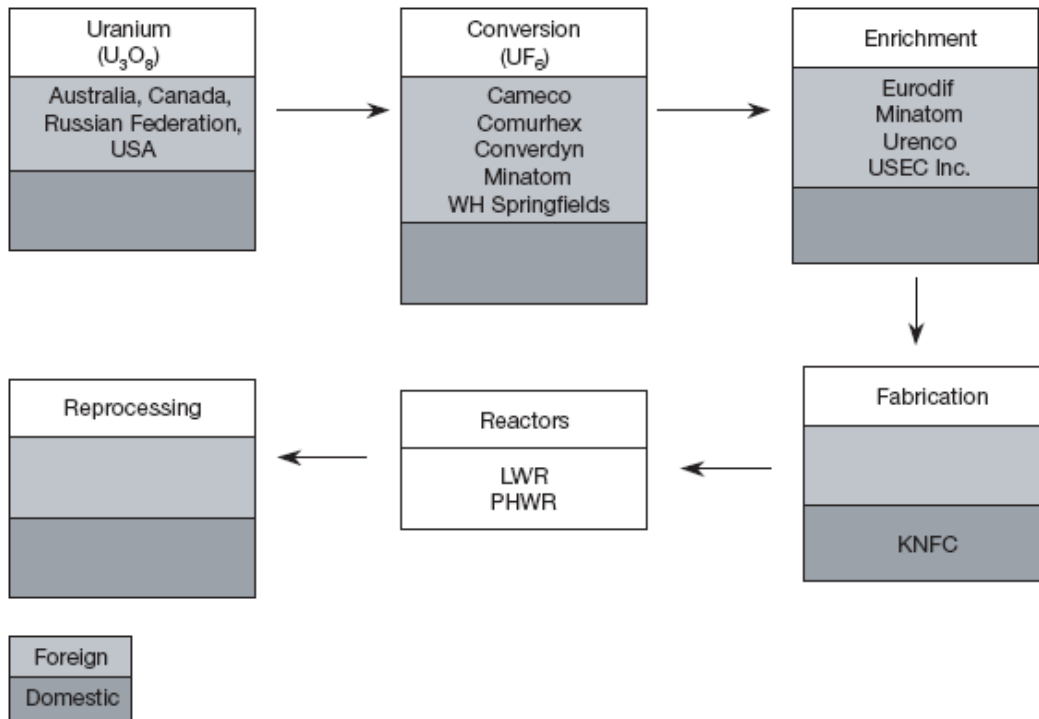 Uranium
(U₃O₈)
Australia, Canada,
Russian Federation,
USA
Conversion
(UF₆)
Cameco
Comurhex
Converdyn
Minatom
WH Springfields
Enrichment
Eurodif
Minatom
Urenco
USEC Inc.
Fabrication
KNFC
Reactors
LWR
PHWR
Reprocessing
Foreign
Domestic